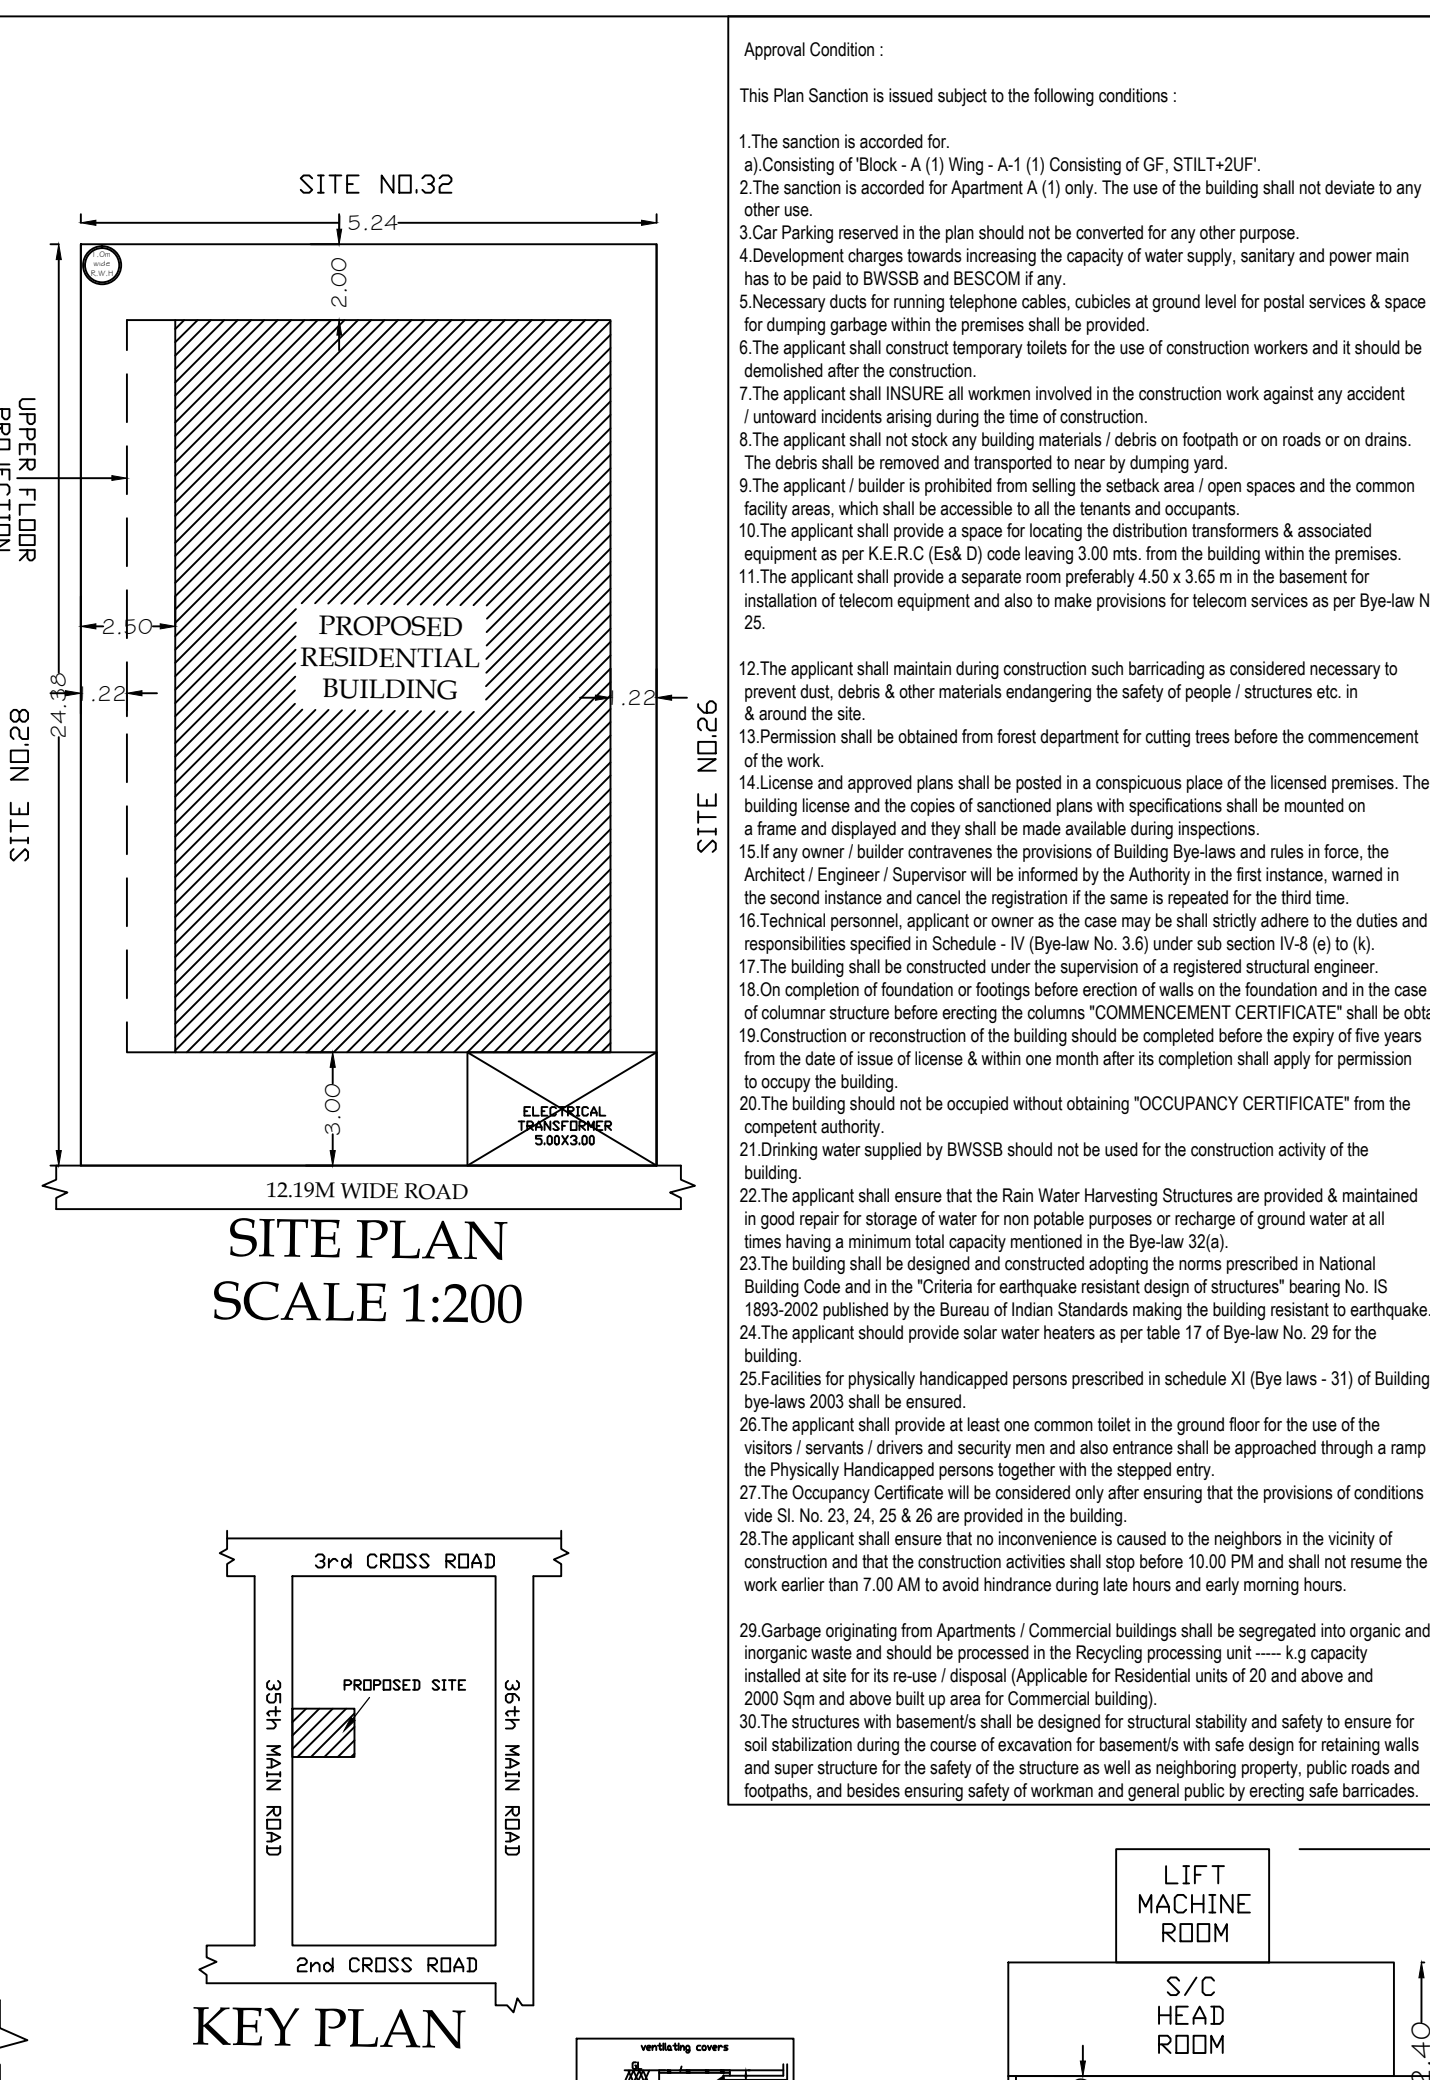 SITE NO.32
5.24
1.0m
wide
R.W.H
2.00
UPPER FLOOR
PROJECTION
2.50
.22
24.38
SITE NO.28
PROPOSED
RESIDENTIAL
BUILDING
.22
SITE NO.26
3.00
ELECTRICAL
TRANSFORMER
5.00X3.00
12.19M WIDE ROAD
SITE PLAN
SCALE 1:200
3rd CROSS ROAD
35th MAIN ROAD
PROPOSED SITE
36th MAIN ROAD
2nd CROSS ROAD
KEY PLAN
ventilating covers
GL
Approval Condition :
This Plan Sanction is issued subject to the following conditions :
1.The sanction is accorded for.
a).Consisting of 'Block - A (1) Wing - A-1 (1) Consisting of GF, STILT+2UF'.
2.The sanction is accorded for Apartment A (1) only. The use of the building shall not deviate to any
other use.
3.Car Parking reserved in the plan should not be converted for any other purpose.
4.Development charges towards increasing the capacity of water supply, sanitary and power main
has to be paid to BWSSB and BESCOM if any.
5.Necessary ducts for running telephone cables, cubicles at ground level for postal services & space
for dumping garbage within the premises shall be provided.
6.The applicant shall construct temporary toilets for the use of construction workers and it should be
demolished after the construction.
7.The applicant shall INSURE all workmen involved in the construction work against any accident
/ untoward incidents arising during the time of construction.
8.The applicant shall not stock any building materials / debris on footpath or on roads or on drains.
The debris shall be removed and transported to near by dumping yard.
9.The applicant / builder is prohibited from selling the setback area / open spaces and the common
facility areas, which shall be accessible to all the tenants and occupants.
10.The applicant shall provide a space for locating the distribution transformers & associated
equipment as per K.E.R.C (Es& D) code leaving 3.00 mts. from the building within the premises.
11.The applicant shall provide a separate room preferably 4.50 x 3.65 m in the basement for
installation of telecom equipment and also to make provisions for telecom services as per Bye-law N
25.
12.The applicant shall maintain during construction such barricading as considered necessary to
prevent dust, debris & other materials endangering the safety of people / structures etc. in
& around the site.
13.Permission shall be obtained from forest department for cutting trees before the commencement
of the work.
14.License and approved plans shall be posted in a conspicuous place of the licensed premises. The
building license and the copies of sanctioned plans with specifications shall be mounted on
a frame and displayed and they shall be made available during inspections.
15.If any owner / builder contravenes the provisions of Building Bye-laws and rules in force, the
Architect / Engineer / Supervisor will be informed by the Authority in the first instance, warned in
the second instance and cancel the registration if the same is repeated for the third time.
16.Technical personnel, applicant or owner as the case may be shall strictly adhere to the duties and
responsibilities specified in Schedule - IV (Bye-law No. 3.6) under sub section IV-8 (e) to (k).
17.The building shall be constructed under the supervision of a registered structural engineer.
18.On completion of foundation or footings before erection of walls on the foundation and in the case
of columnar structure before erecting the columns "COMMENCEMENT CERTIFICATE" shall be obta
19.Construction or reconstruction of the building should be completed before the expiry of five years
from the date of issue of license & within one month after its completion shall apply for permission
to occupy the building.
20.The building should not be occupied without obtaining "OCCUPANCY CERTIFICATE" from the
competent authority.
21.Drinking water supplied by BWSSB should not be used for the construction activity of the
building.
22.The applicant shall ensure that the Rain Water Harvesting Structures are provided & maintained
in good repair for storage of water for non potable purposes or recharge of ground water at all
times having a minimum total capacity mentioned in the Bye-law 32(a).
23.The building shall be designed and constructed adopting the norms prescribed in National
Building Code and in the "Criteria for earthquake resistant design of structures" bearing No. IS
1893-2002 published by the Bureau of Indian Standards making the building resistant to earthquake.
24.The applicant should provide solar water heaters as per table 17 of Bye-law No. 29 for the
building.
25.Facilities for physically handicapped persons prescribed in schedule XI (Bye laws - 31) of Building
bye-laws 2003 shall be ensured.
26.The applicant shall provide at least one common toilet in the ground floor for the use of the
visitors / servants / drivers and security men and also entrance shall be approached through a ramp
the Physically Handicapped persons together with the stepped entry.
27.The Occupancy Certificate will be considered only after ensuring that the provisions of conditions
vide Sl. No. 23, 24, 25 & 26 are provided in the building.
28.The applicant shall ensure that no inconvenience is caused to the neighbors in the vicinity of
construction and that the construction activities shall stop before 10.00 PM and shall not resume the
work earlier than 7.00 AM to avoid hindrance during late hours and early morning hours.
29.Garbage originating from Apartments / Commercial buildings shall be segregated into organic and
inorganic waste and should be processed in the Recycling processing unit ----- k.g capacity
installed at site for its re-use / disposal (Applicable for Residential units of 20 and above and
2000 Sqm and above built up area for Commercial building).
30.The structures with basement/s shall be designed for structural stability and safety to ensure for
soil stabilization during the course of excavation for basement/s with safe design for retaining walls
and super structure for the safety of the structure as well as neighboring property, public roads and
footpaths, and besides ensuring safety of workman and general public by erecting safe barricades.
LIFT
MACHINE
ROOM
S/C
HEAD
ROOM
2.40